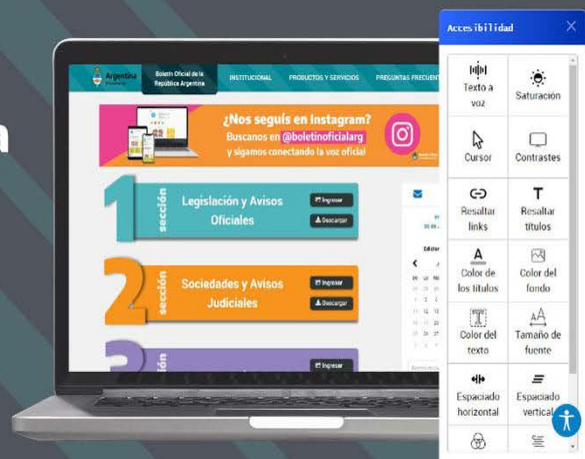 a
Argentina
Boletín Oficial de la
República Argentina
INSTITUCIONAL
PRODUCTOS Y SERVICIOS
PREGUNTAS FRECUENT
¿Nos seguís en Instagram?
Buscanos en @boletinoficialarg
y sigamos conectando la voz oficial
1
sección
Legislación y Avisos
Oficiales
Ingresar
Descargar
2
sección
Sociedades y Avisos
Judiciales
Ingresar
Descargar
3
sección
Ingresar
Accesibilidad
Texto a
voz
Saturación
Cursor
Contrastes
Resaltar
links
Resaltar
títulos
Color de
los títulos
Color del
fondo
Color del
texto
Tamaño de
fuente
Espaciado
horizontal
Espaciado
vertical